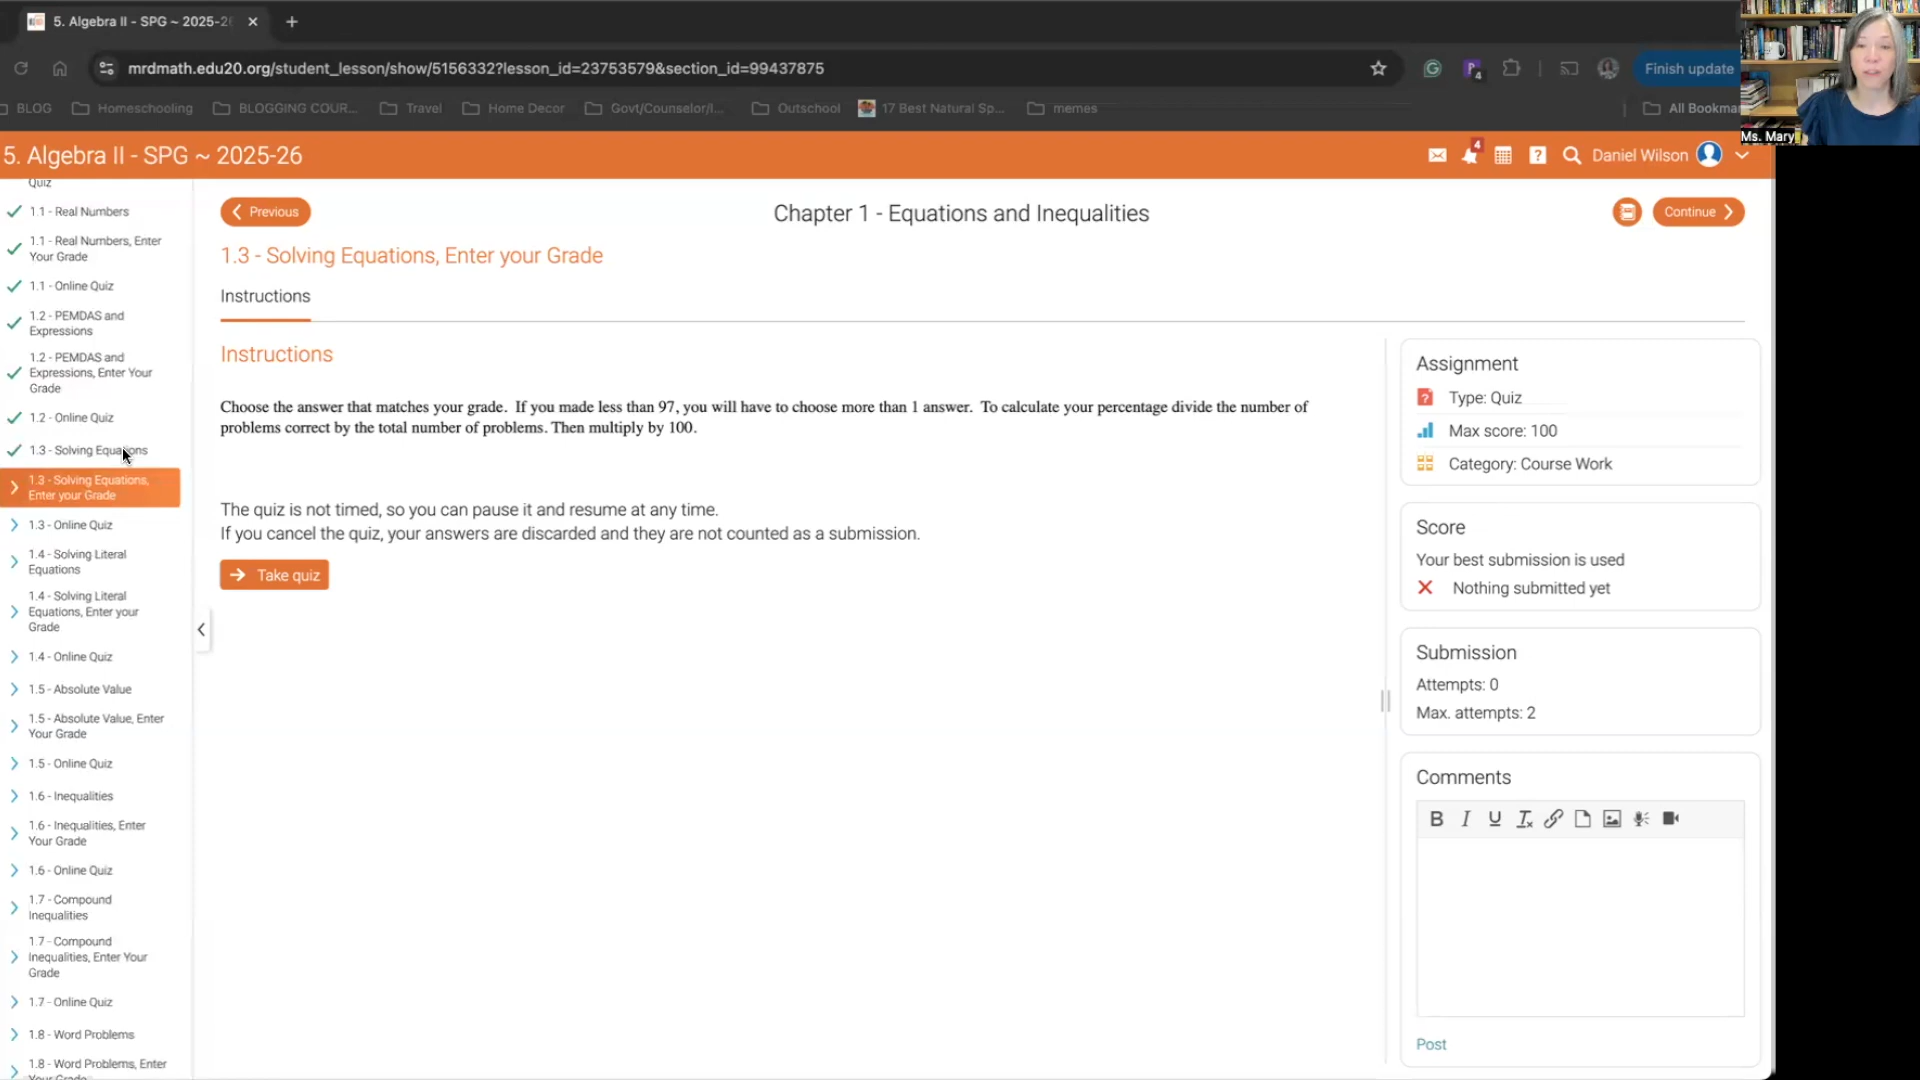 5. Algebra II - SPG ~ 2025-2
mrdmath.edu20.org/student_lesson/show/5156332?lesson_id=23753579&section_id=99437875
4
Finish update
BLOG
Homeschooling
BLOGGING COUR...
Travel
Home Decor
Govt/Counselor/I...
Outschool
17 Best Natural Sp...
memes
All Bookma
Ms. Mary
5. Algebra II - SPG ~ 2025-26
4
Daniel Wilson
Quiz
1.1 - Real Numbers
1.1 - Real Numbers, Enter
Your Grade
1.1 - Online Quiz
1.2 - PEMDAS and
Expressions
1.2 - PEMDAS and
Expressions, Enter Your
Grade
1.2 - Online Quiz
1.3 - Solving Equations
1.3 - Solving Equations,
Enter your Grade
1.3 - Online Quiz
1.4 - Solving Literal
Equations
1.4 - Solving Literal
Equations, Enter your
Grade
1.4 - Online Quiz
1.5 - Absolute Value
1.5 - Absolute Value, Enter
Your Grade
1.5 - Online Quiz
1.6 - Inequalities
1.6 - Inequalities, Enter
Your Grade
1.6 - Online Quiz
1.7 - Compound
Inequalities
1.7 - Compound
Inequalities, Enter Your
Grade
1.7 - Online Quiz
1.8 - Word Problems
1.8 - Word Problems, Enter
Your Grade
Previous
Chapter 1 - Equations and Inequalities
Continue
1.3 - Solving Equations, Enter your Grade
Instructions
Instructions
Choose the answer that matches your grade. If you made less than 97, you will have to choose more than 1 answer. To calculate your percentage divide the number of
problems correct by the total number of problems. Then multiply by 100.
The quiz is not timed, so you can pause it and resume at any time.
If you cancel the quiz, your answers are discarded and they are not counted as a submission.
Take quiz
Assignment
Type: Quiz
Max score: 100
Category: Course Work
Score
Your best submission is used
Nothing submitted yet
Submission
Attempts: 0
Max. attempts: 2
Comments
B I U Tx
Post